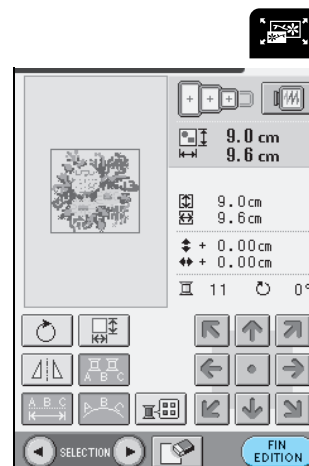 9.0 cm
9.6 cm
9.0cm
9.6cm
+ 0.00cm
+ 0.00cm
11 0°
A B C
A B C
A B C
SELECTION
FIN
EDITION